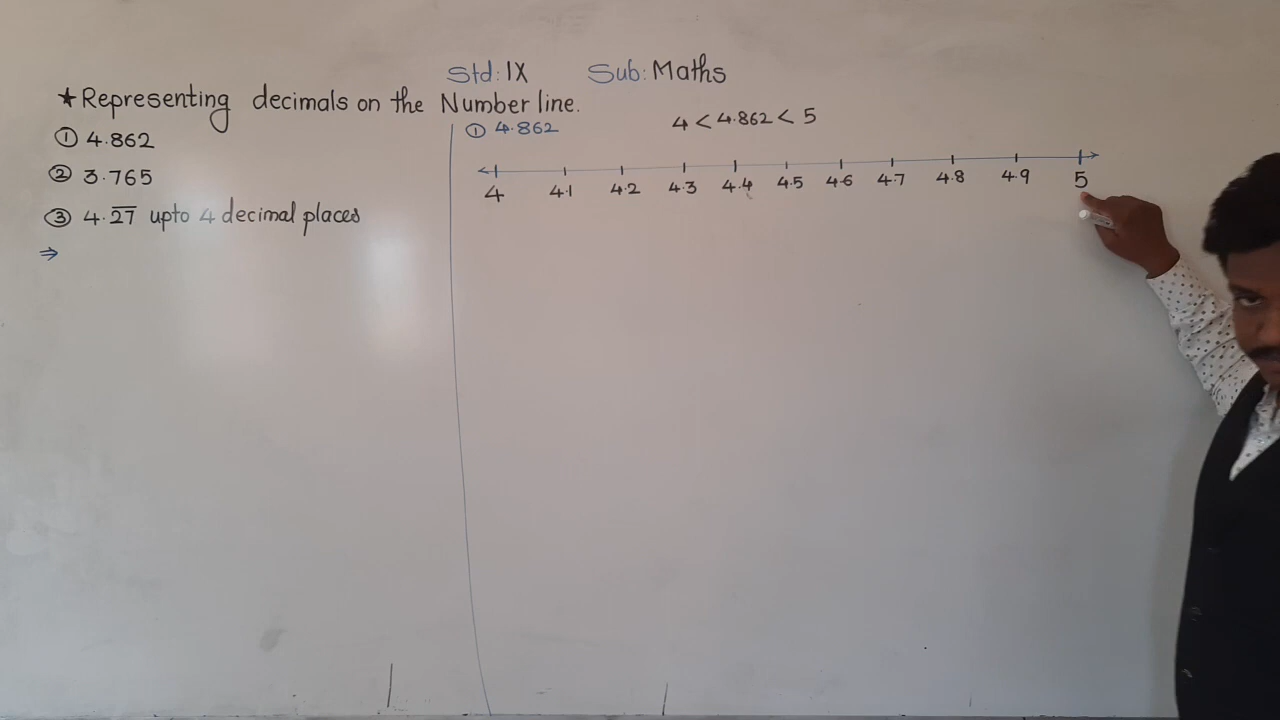 Std: IX Sub: Maths
★ Representing decimals on the Number line.
① 4.862
② 3.765
③ 4.2̅7̅ upto 4 decimal places
⇒
① 4.862
4 < 4.862 < 5
4 4.1 4.2 4.3 4.4 4.5 4.6 4.7 4.8 4.9 5